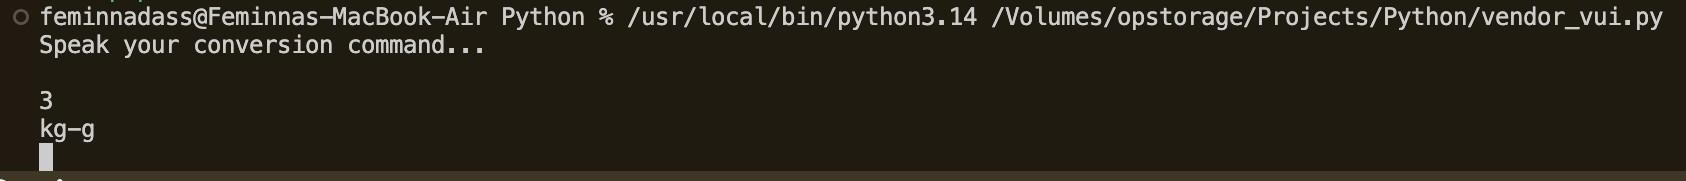 feminnadass@Feminnas-MacBook-Air Python % /usr/local/bin/python3.14 /Volumes/opstorage/Projects/Python/vendor_vui.py
Speak your conversion command...
3
kg-g